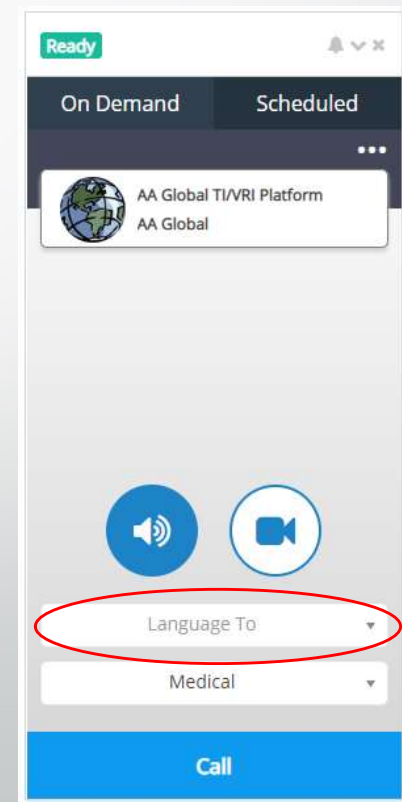 Ready
On Demand
Scheduled
AA Global TI/VRI Platform
AA Global
Language To
Medical
Call